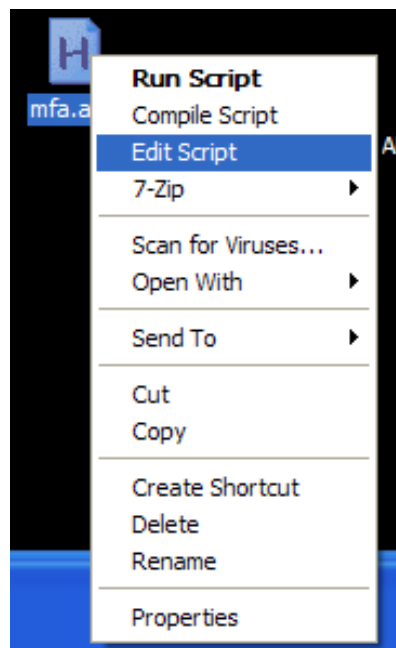 H
mfa.a
Run Script
Compile Script
Edit Script
A
7-Zip
Scan for Viruses...
Open With
Send To
Cut
Copy
Create Shortcut
Delete
Rename
Properties